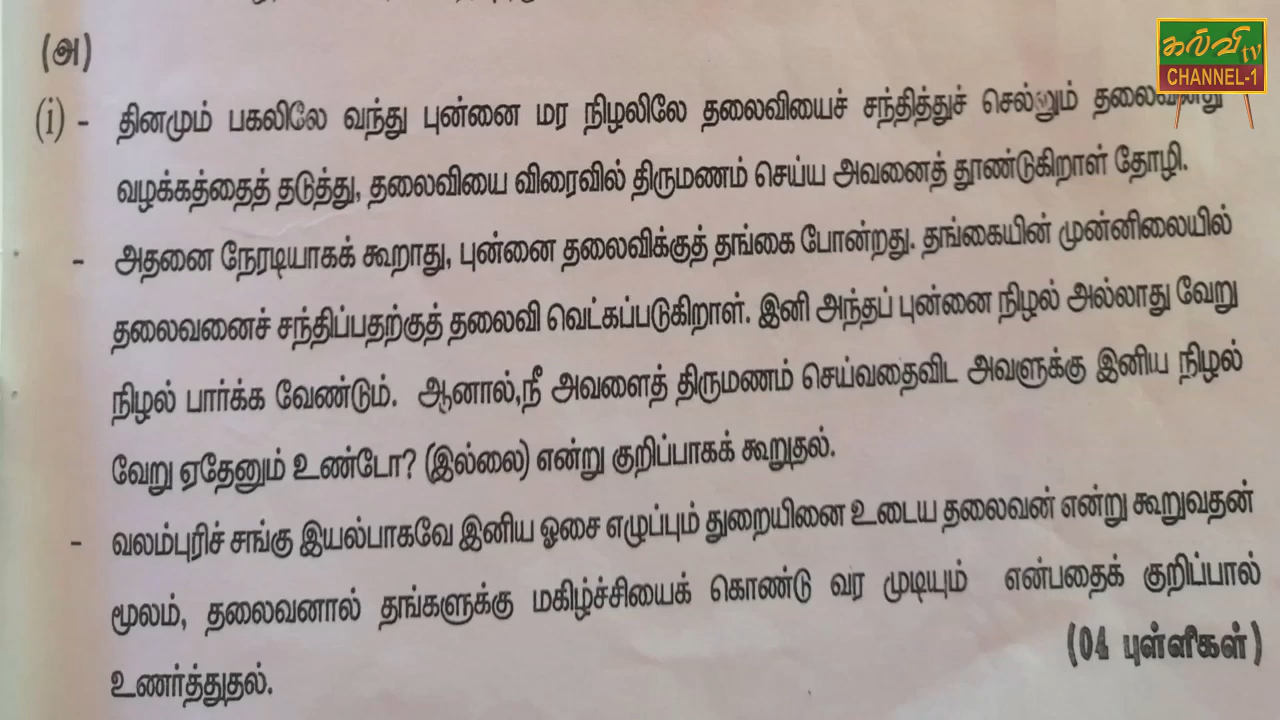 (அ)
கல்வி tv
CHANNEL-1
(i) - தினமும் பகலிலே வந்து புன்னை மர நிழலிலே தலைவியைச் சந்தித்துச் செல்லும்
வழக்கத்தைத் தடுத்து, தலைவியை விரைவில் திருமணம் செய்ய அவனைத் தூண்டுகிறாள் தோழி.
- அதனை நேரடியாகக் கூறாது, புன்னை தலைவிக்குத் தங்கை போன்றது. தங்கையின் முன்னிலையில்
தலைவனைச் சந்திப்பதற்குத் தலைவி வெட்கப்படுகிறாள். இனி அந்தப் புன்னை நிழல் அல்லாது வேறு
நிழல் பார்க்க வேண்டும். ஆனால்,நீ அவளைத் திருமணம் செய்வதைவிட அவளுக்கு இனிய நிழல்
வேறு ஏதேனும் உண்டோ? (இல்லை) என்று குறிப்பாகக் கூறுதல்.
- வலம்புரிச் சங்கு இயல்பாகவே இனிய ஓசை எழுப்பும் துறையினை உடைய தலைவன் என்று கூறுவதன்
மூலம், தலைவனால் தங்களுக்கு மகிழ்ச்சியைக் கொண்டு வர முடியும் என்பதைக் குறிப்பால்
உணர்த்துதல்.
(04 புள்ளிகள்)